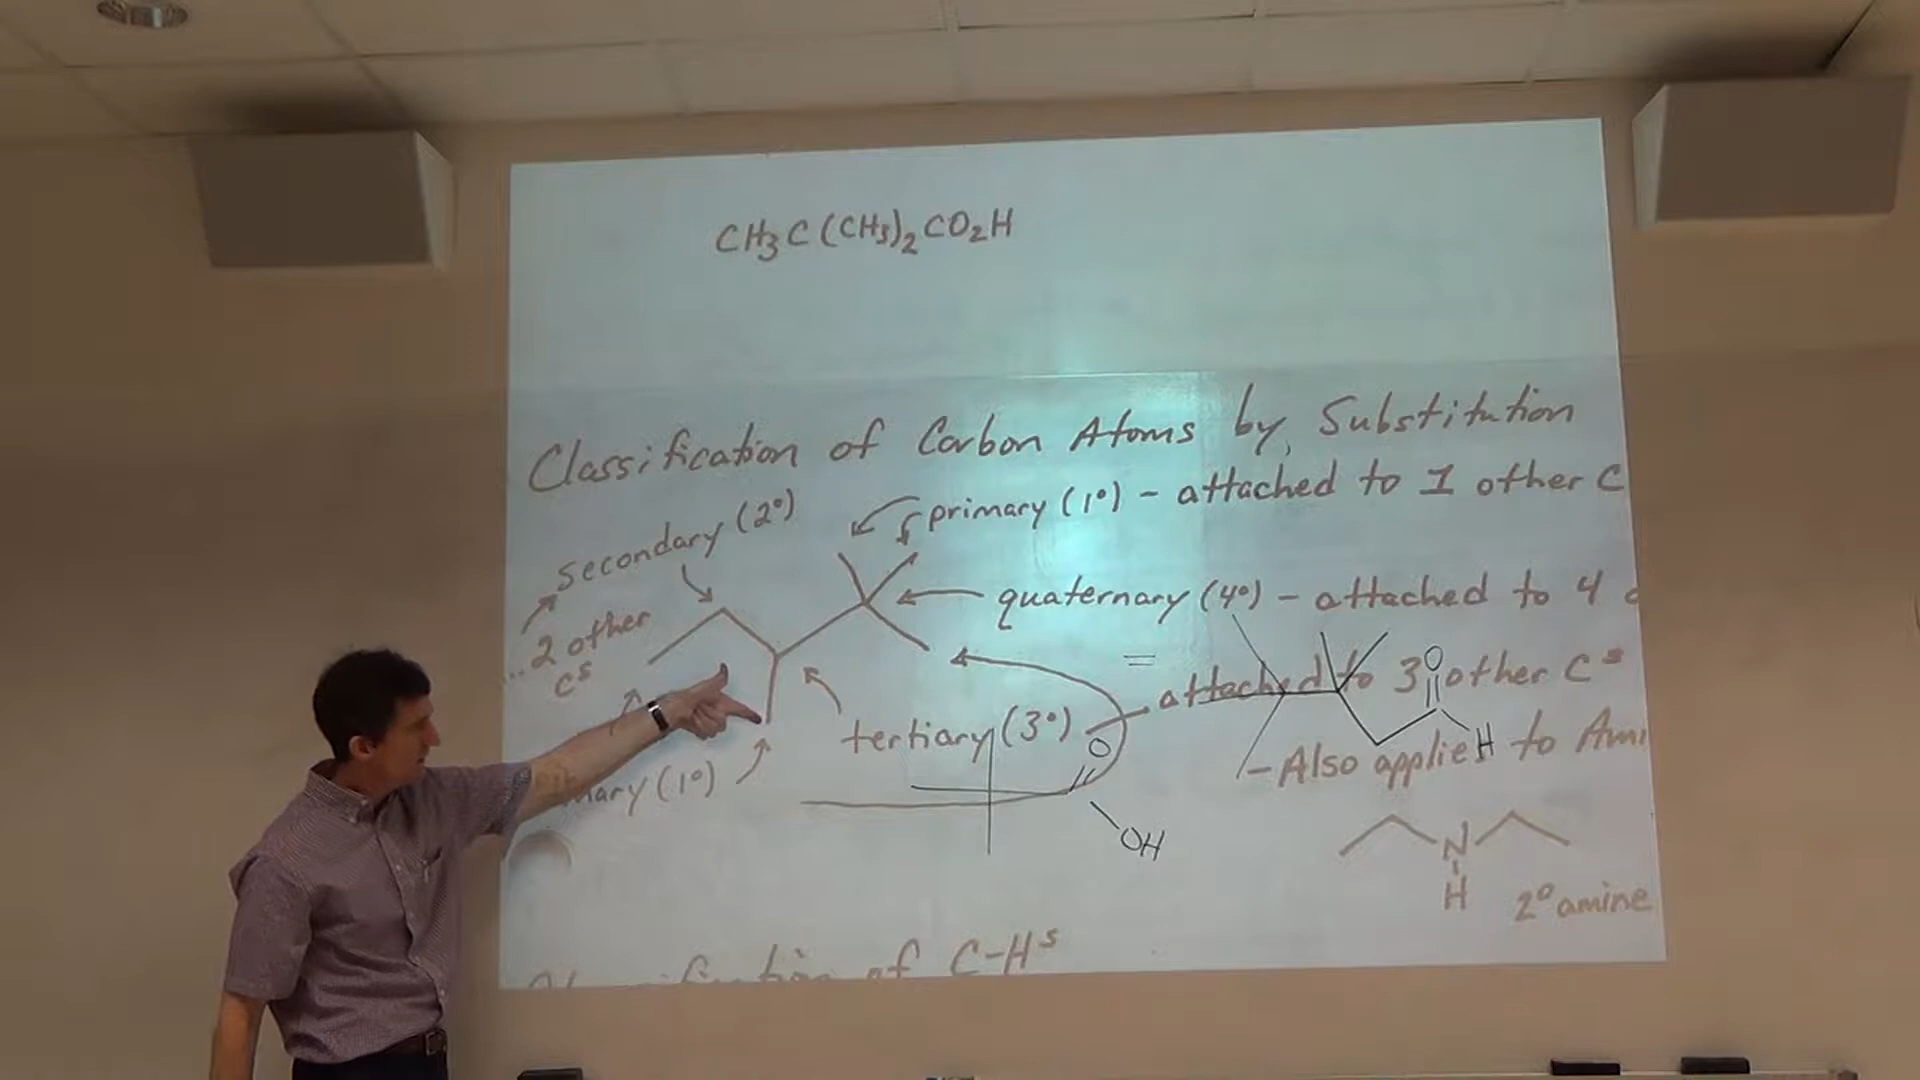 CH3C(CH3)2CO2H
Classification of Carbon Atoms by Substitution
secondary (2°)
primary (1°) - attached to 1 other C
2 other
Cs
quaternary (4°) - attached to 4
tertiary (3°) - attached to 3 other Cs
O
H
(1°)
O
OH
- Also applies to
N
H
2° amine
of C-Hs